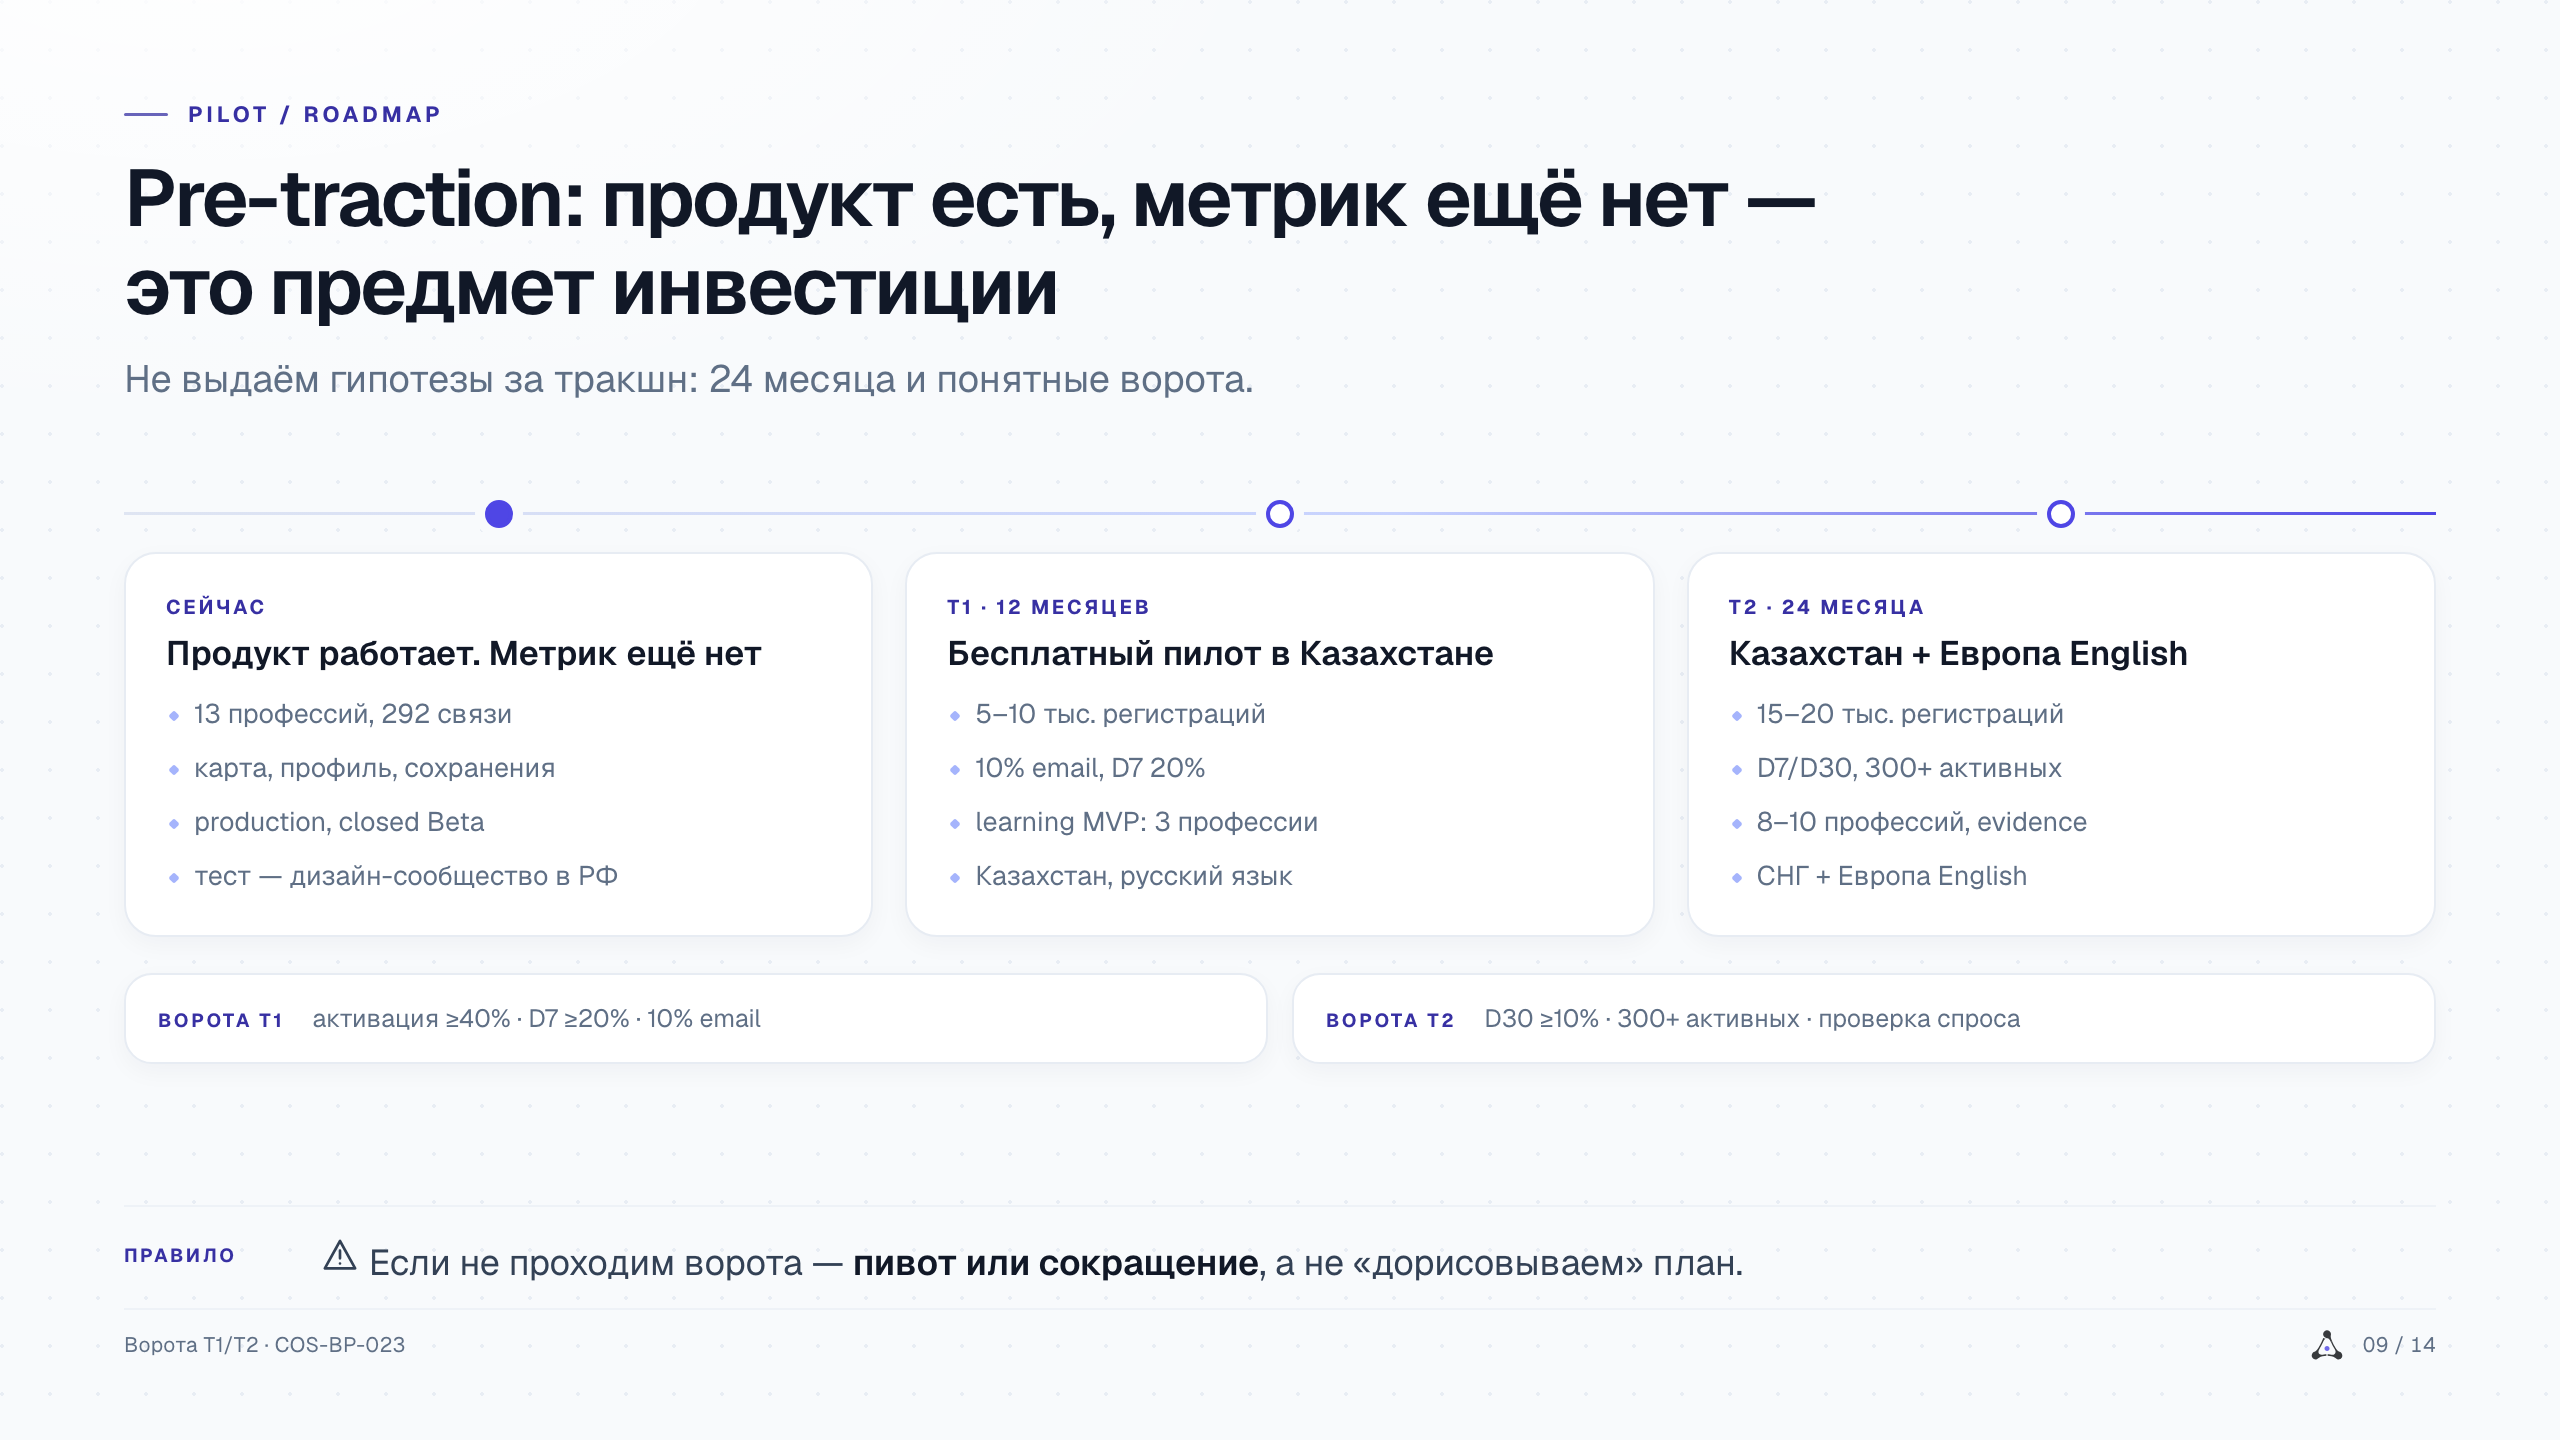 PILOT / ROADMAP
Pre-traction: продукт есть, метрик ещё нет —
это предмет инвестиции
Не выдаём гипотезы за тракшн: 24 месяца и понятные ворота.
СЕЙЧАС
Продукт работает. Метрик ещё нет
13 профессий, 292 связи
карта, профиль, сохранения
production, closed Beta
тест — дизайн-сообщество в РФ
T1 · 12 МЕСЯЦЕВ
Бесплатный пилот в Казахстане
5–10 тыс. регистраций
10% email, D7 20%
learning MVP: 3 профессии
Казахстан, русский язык
T2 · 24 МЕСЯЦА
Казахстан + Европа English
15–20 тыс. регистраций
D7/D30, 300+ активных
8–10 профессий, evidence
СНГ + Европа English
ВОРОТА T1 активация ≥40% · D7 ≥20% · 10% email
ВОРОТА T2 D30 ≥10% · 300+ активных · проверка спроса
ПРАВИЛО Если не проходим ворота — пивот или сокращение, а не «дорисовываем» план.
Ворота T1/T2 · COS-BP-023
09 / 14